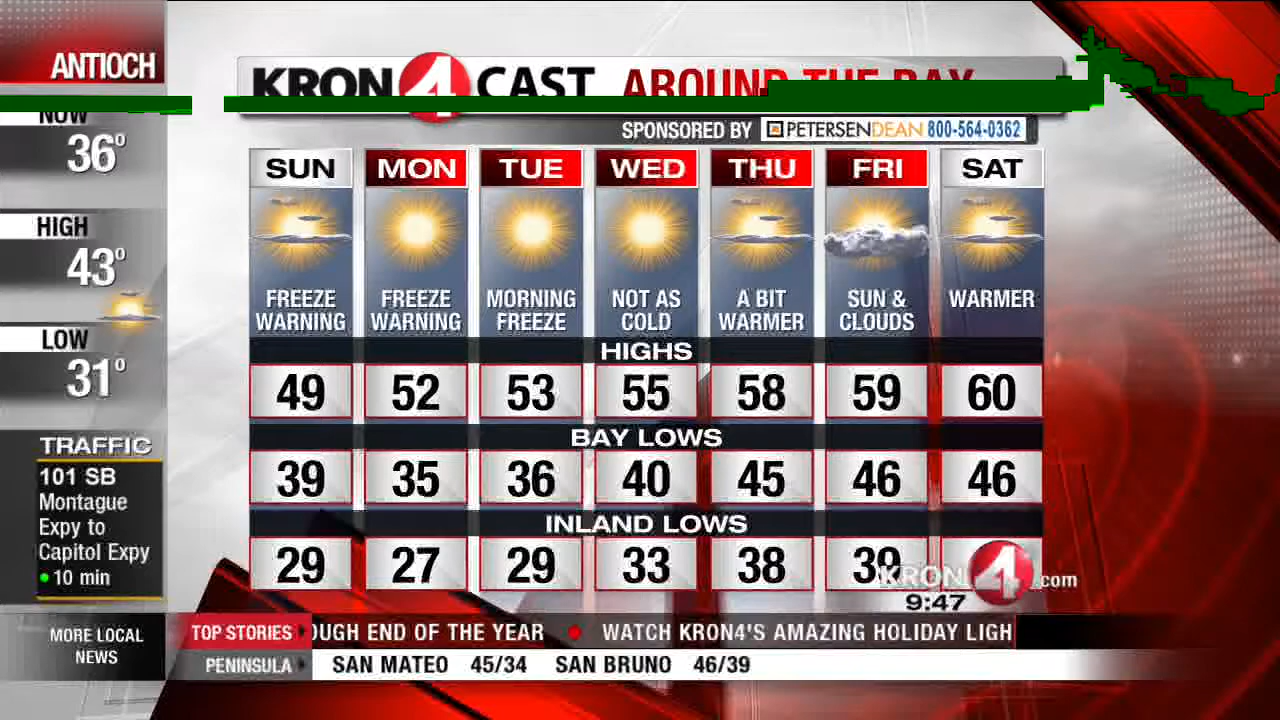 ANTIOCH
NOW
36°
HIGH
43°
LOW
31°
TRAFFIC
101 SB
Montague
Expy to
Capitol Expy
10 min
MORE LOCAL
NEWS
KRON 4 CAST AROUND THE BAY
SPONSORED BY PETERSENDEAN 800-564-0362
SUN MON TUE WED THU FRI SAT
FREEZE WARNING
FREEZE WARNING
MORNING FREEZE
NOT AS COLD
A BIT WARMER
SUN & CLOUDS
WARMER
HIGHS
49 52 53 55 58 59 60
BAY LOWS
39 35 36 40 45 46 46
INLAND LOWS
29 27 29 33 38 39
KRON 4.com
9:47
TOP STORIES OUGH END OF THE YEAR • WATCH KRON4'S AMAZING HOLIDAY LIGH
PENINSULA SAN MATEO 45/34 SAN BRUNO 46/39